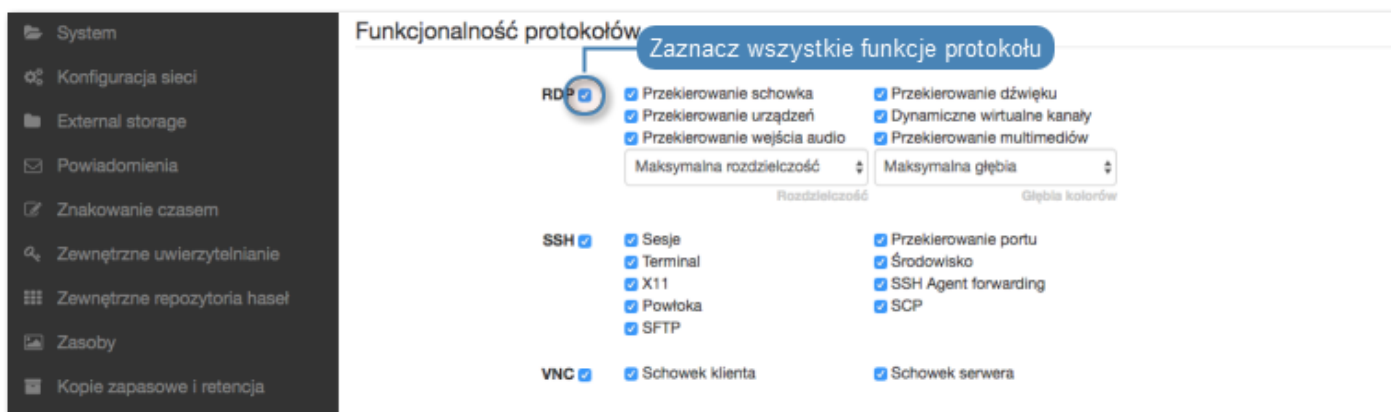 System
Konfiguracja sieci
External storage
Powiadomienia
Znakowanie czasem
Zewnętrzne uwierzytelnianie
Zewnętrzne repozytoria haseł
Zasoby
Kopie zapasowe i retencja
Funkcjonalność protokołów
Zaznacz wszystkie funkcje protokołu
RDP
Przekierowanie schowka
Przekierowanie dźwięku
Przekierowanie urządzeń
Dynamiczne wirtualne kanały
Przekierowanie wejścia audio
Przekierowanie multimediów
Maksymalna rozdzielczość
Maksymalna głębia
Rozdzielczość
Głębia kolorów
SSH
Sesje
Przekierowanie portu
Terminal
Środowisko
X11
SSH Agent forwarding
Powłoka
SCP
SFTP
VNC
Schowek klienta
Schowek serwera